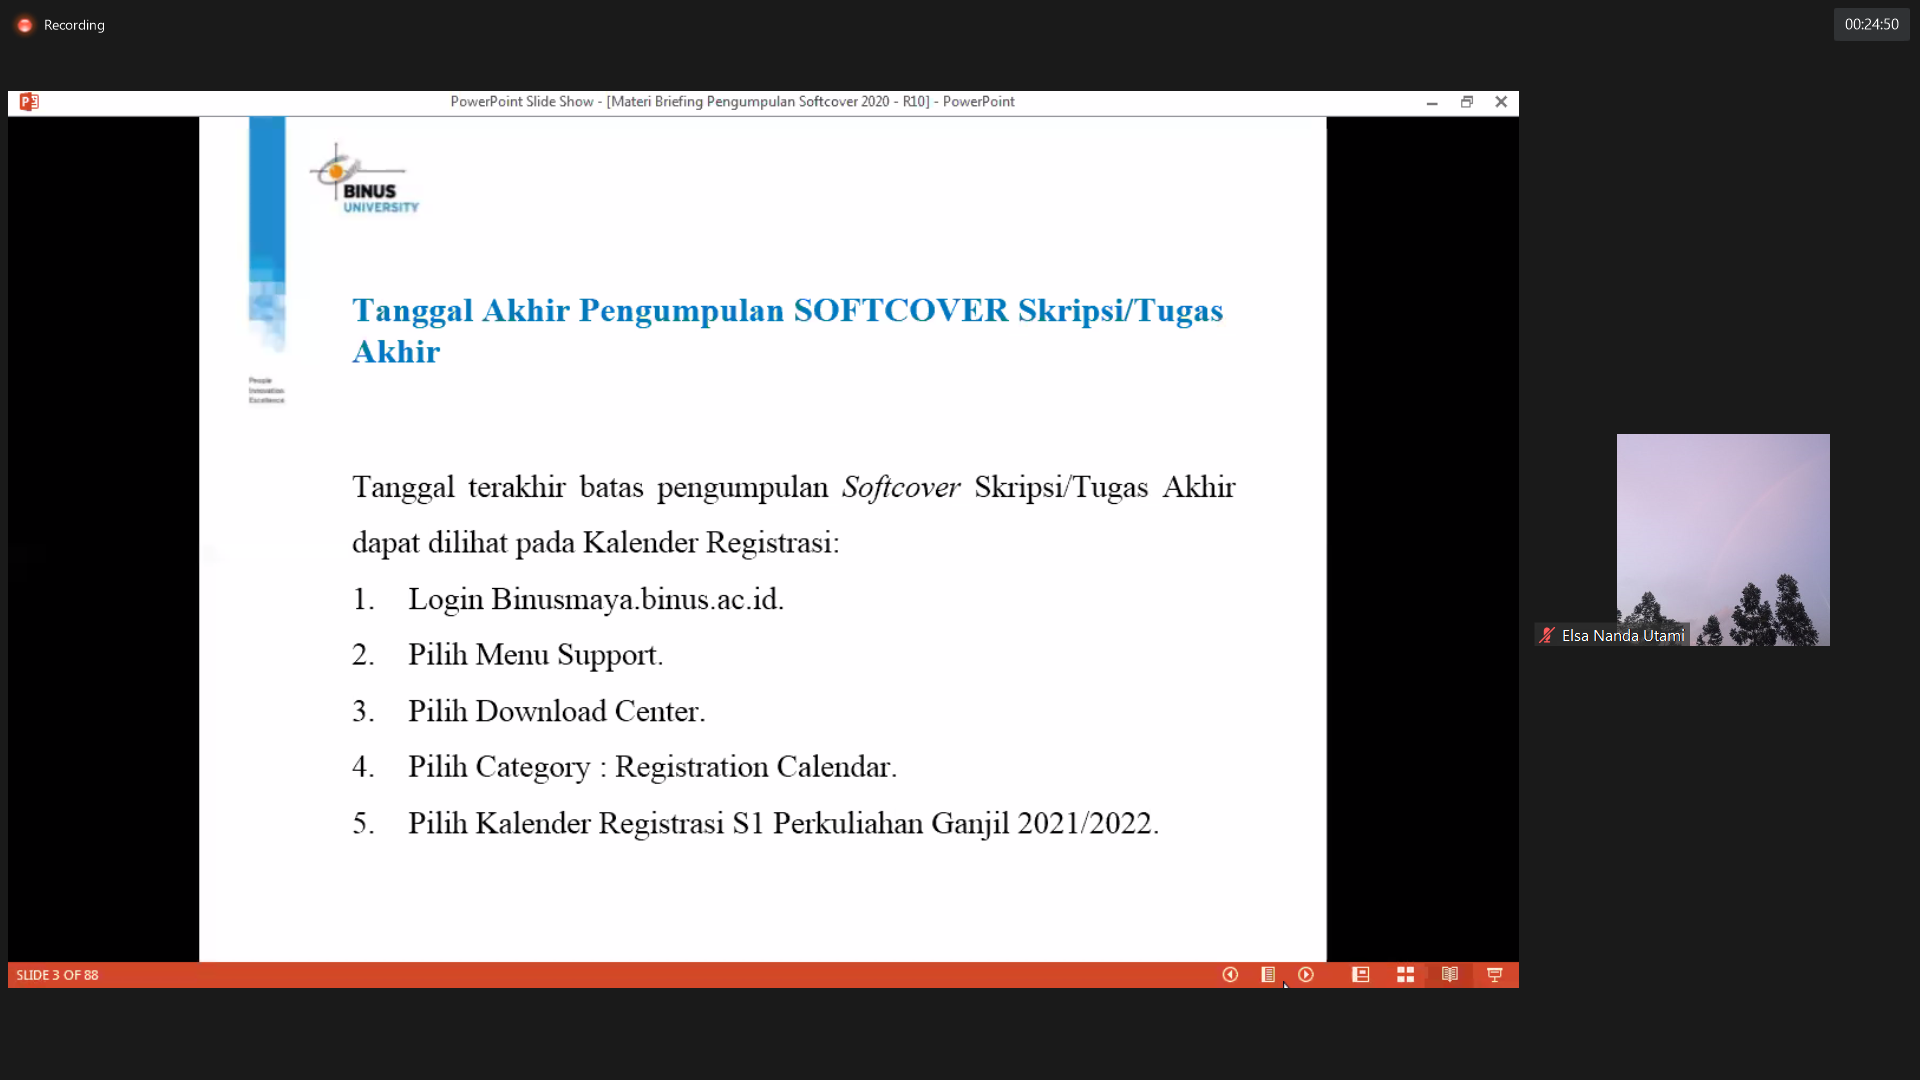 Recording
00:24:50
PowerPoint Slide Show - [Materi Briefing Pengumpulan Softcover 2020 - R10] - PowerPoint
BINUS
UNIVERSITY
Tanggal Akhir Pengumpulan SOFTCOVER Skripsi/Tugas
Akhir
People
Innovation
Excellence
Tanggal terakhir batas pengumpulan Softcover Skripsi/Tugas Akhir
dapat dilihat pada Kalender Registrasi:
1. Login Binusmaya.binus.ac.id.
2. Pilih Menu Support.
3. Pilih Download Center.
4. Pilih Category : Registration Calendar.
5. Pilih Kalender Registrasi S1 Perkuliahan Ganjil 2021/2022.
Elsa Nanda Utami
SLIDE 3 OF 88